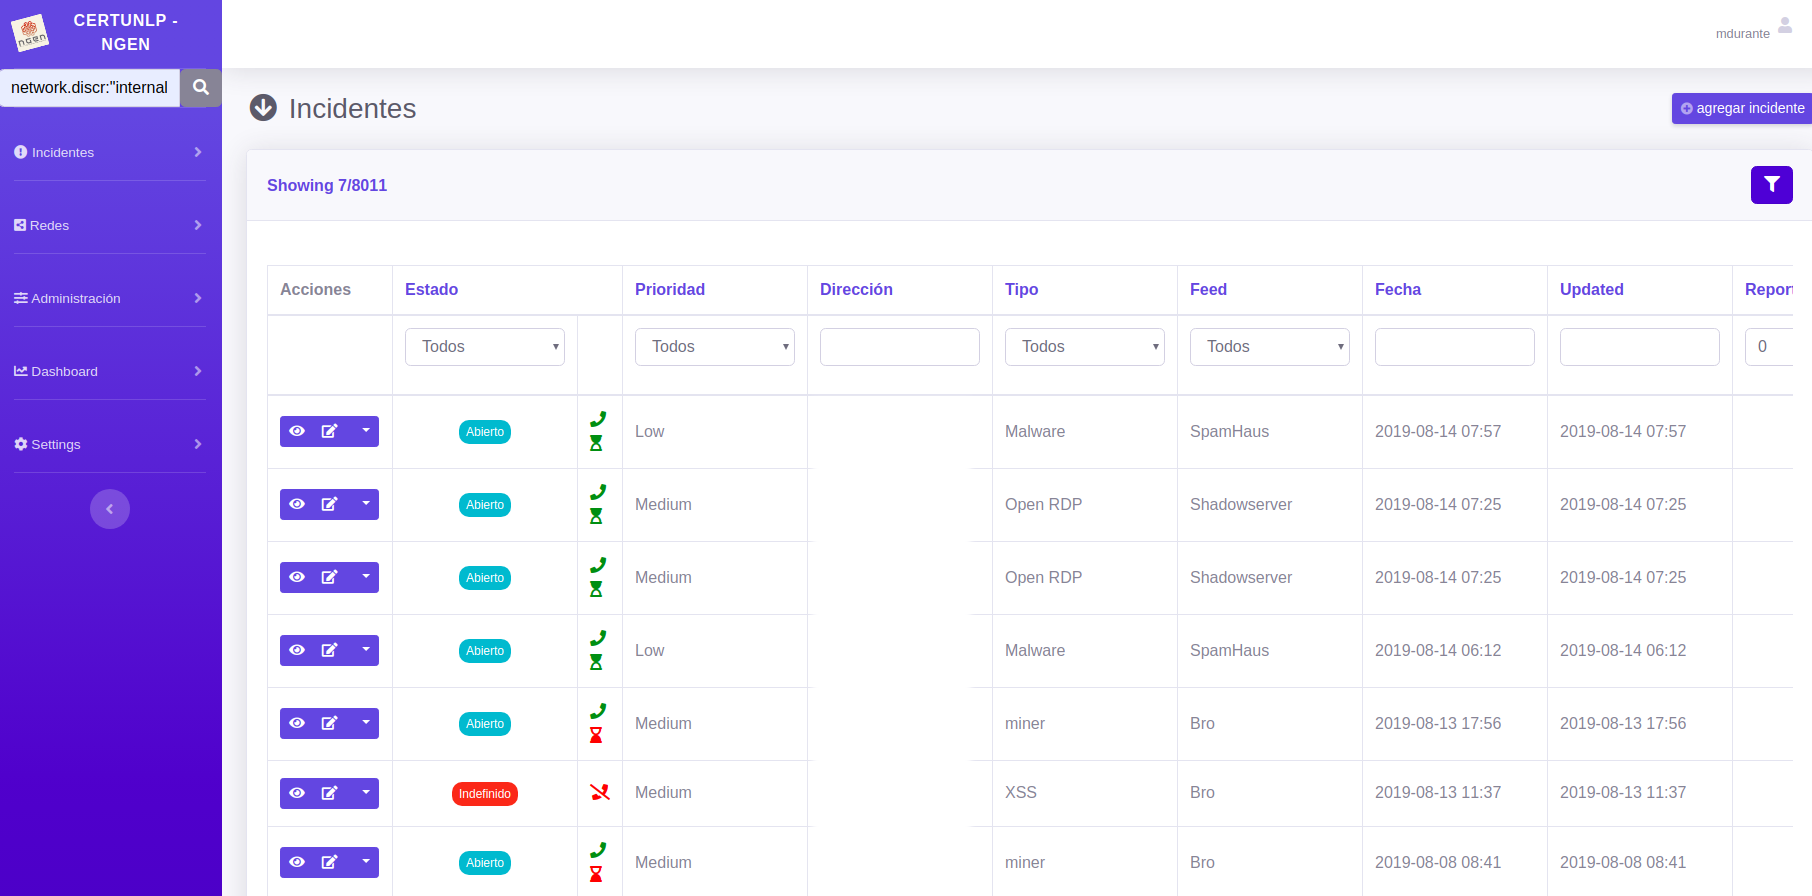 CERTUNLP -
NGEN
mdurante
network.discr:"internal
Incidentes
agregar incidente
Incidentes
Showing 7/8011
Redes
Administración
Dashboard
Settings
Acciones Estado Prioridad Dirección Tipo Feed Fecha Updated Report
Todos Todos Todos Todos 0
Abierto Low Malware SpamHaus 2019-08-14 07:57 2019-08-14 07:57
Abierto Medium Open RDP Shadowserver 2019-08-14 07:25 2019-08-14 07:25
Abierto Medium Open RDP Shadowserver 2019-08-14 07:25 2019-08-14 07:25
Abierto Low Malware SpamHaus 2019-08-14 06:12 2019-08-14 06:12
Abierto Medium miner Bro 2019-08-13 17:56 2019-08-13 17:56
Indefinido Medium XSS Bro 2019-08-13 11:37 2019-08-13 11:37
Abierto Medium miner Bro 2019-08-08 08:41 2019-08-08 08:41